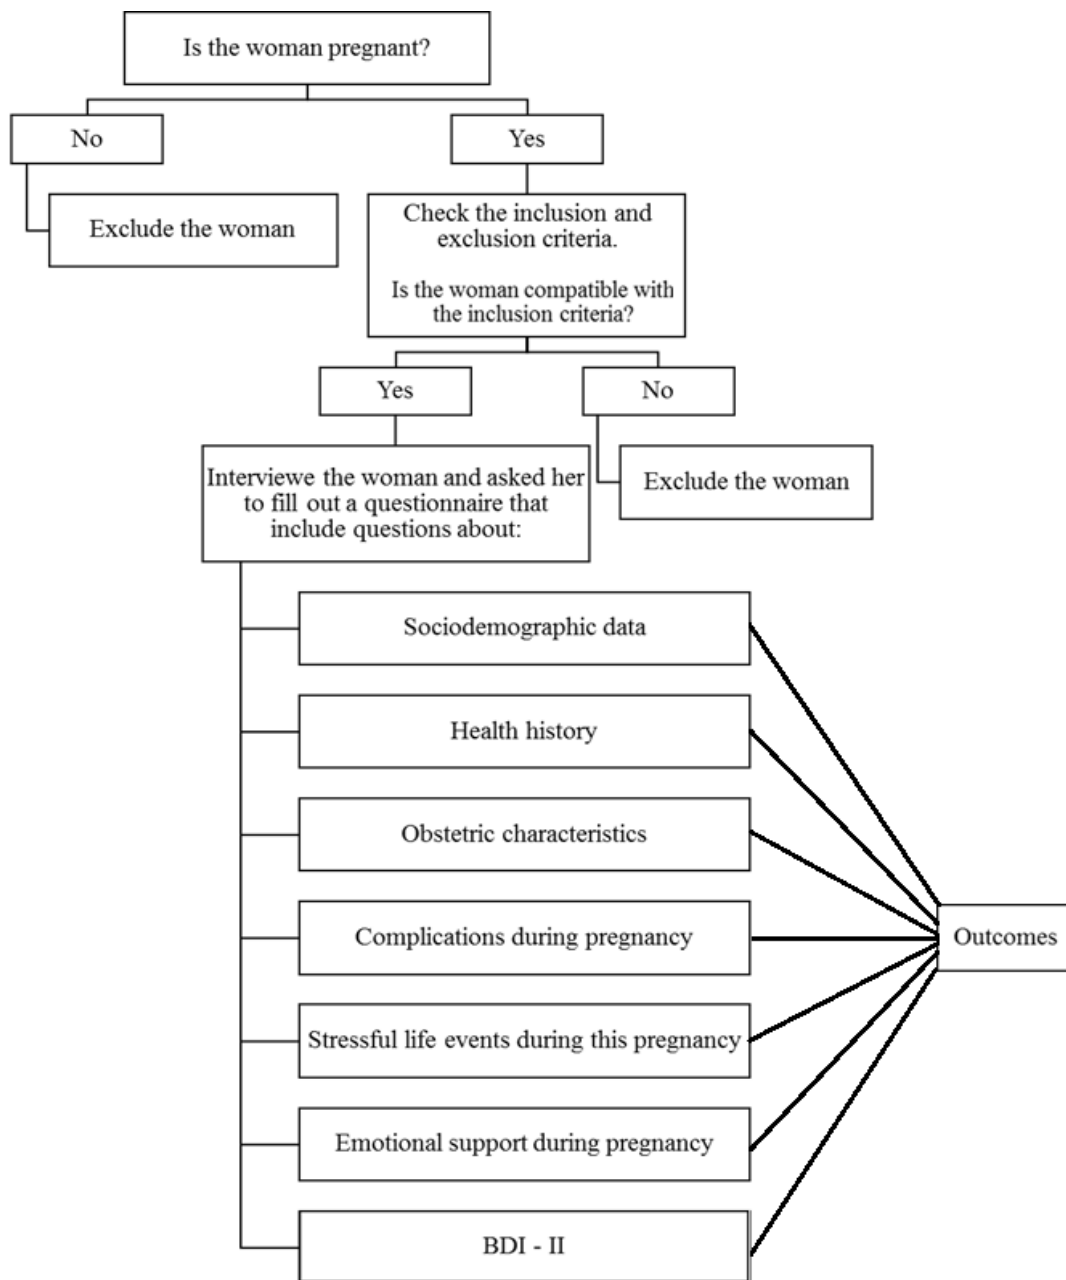 Is the woman pregnant?
No
Yes
Exclude the woman
Check the inclusion and
exclusion criteria.
Is the woman compatible with
the inclusion criteria?
Yes
No
Interviewe the woman and asked her
to fill out a questionnaire that
include questions about:
Exclude the woman
Sociodemographic data
Health history
Obstetric characteristics
Complications during pregnancy
Outcomes
Stressful life events during this pregnancy
Emotional support during pregnancy
BDI - II